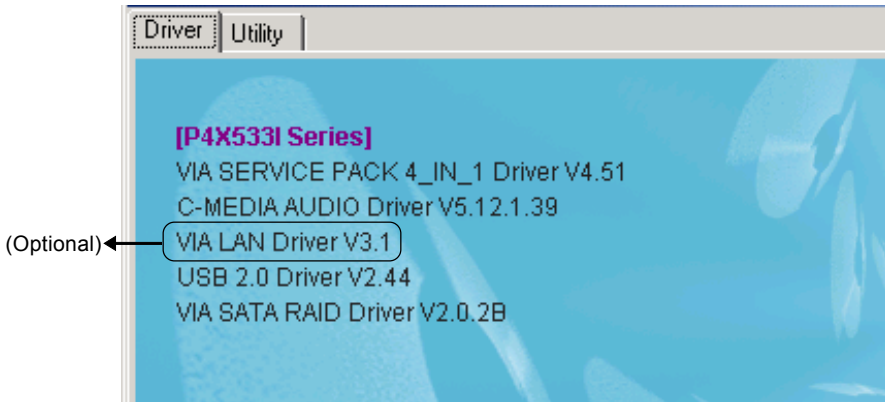 Driver Utility
[P4X533I Series]
VIA SERVICE PACK 4_IN_1 Driver V4.51
C-MEDIA AUDIO Driver V5.12.1.39
(Optional) VIA LAN Driver V3.1
USB 2.0 Driver V2.44
VIA SATA RAID Driver V2.0.2B